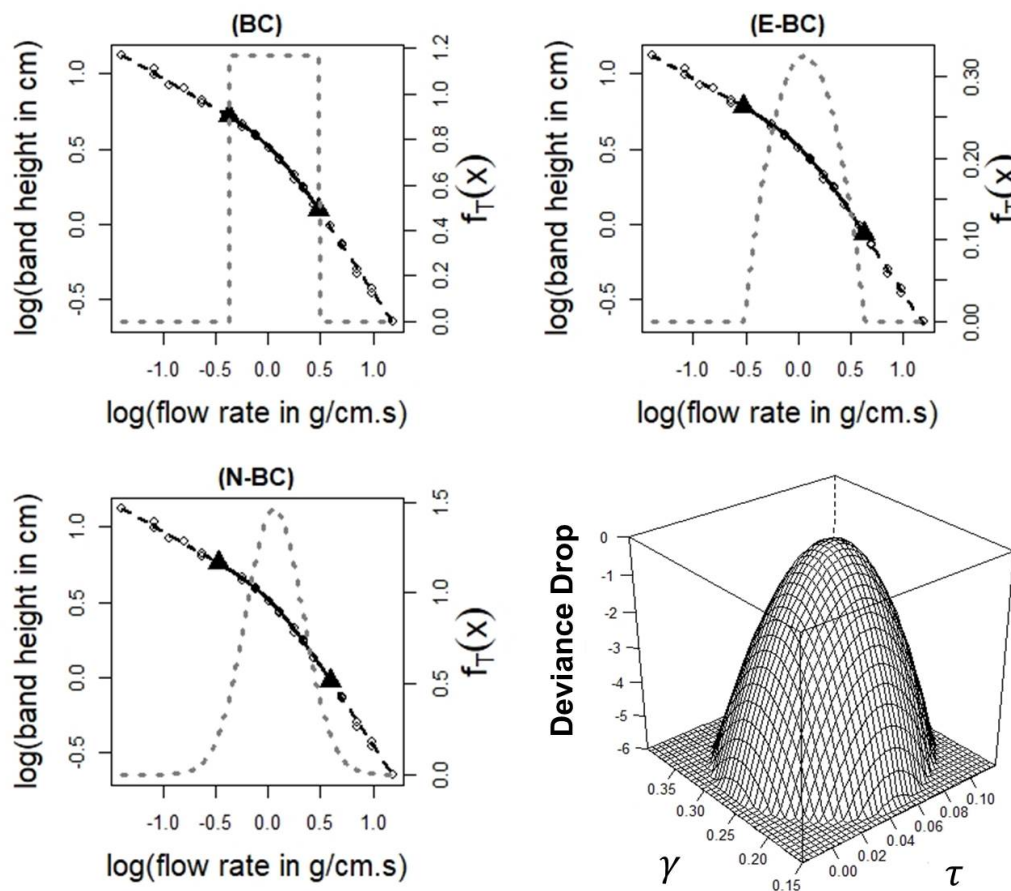 (BC)
log(band height in cm)
1.0
0.5
0.0
-0.5
-1.0 -0.5 0.0 0.5 1.0
log(flow rate in g/cm.s)
1.2
1.0
0.8
0.6
0.4
0.2
0.0
f_T(x)
(E-BC)
log(band height in cm)
1.0
0.5
0.0
-0.5
-1.0 -0.5 0.0 0.5 1.0
log(flow rate in g/cm.s)
0.30
0.20
0.10
0.00
f_T(x)
(N-BC)
log(band height in cm)
1.0
0.5
0.0
-0.5
-1.0 -0.5 0.0 0.5 1.0
log(flow rate in g/cm.s)
1.5
1.0
0.5
0.0
f_T(x)
Deviance Drop
0
-1
-2
-3
-4
-5
-6
0.35
0.30
0.25
0.20
0.15
γ
0.00
0.02
0.04
0.06
0.08
0.10
τ